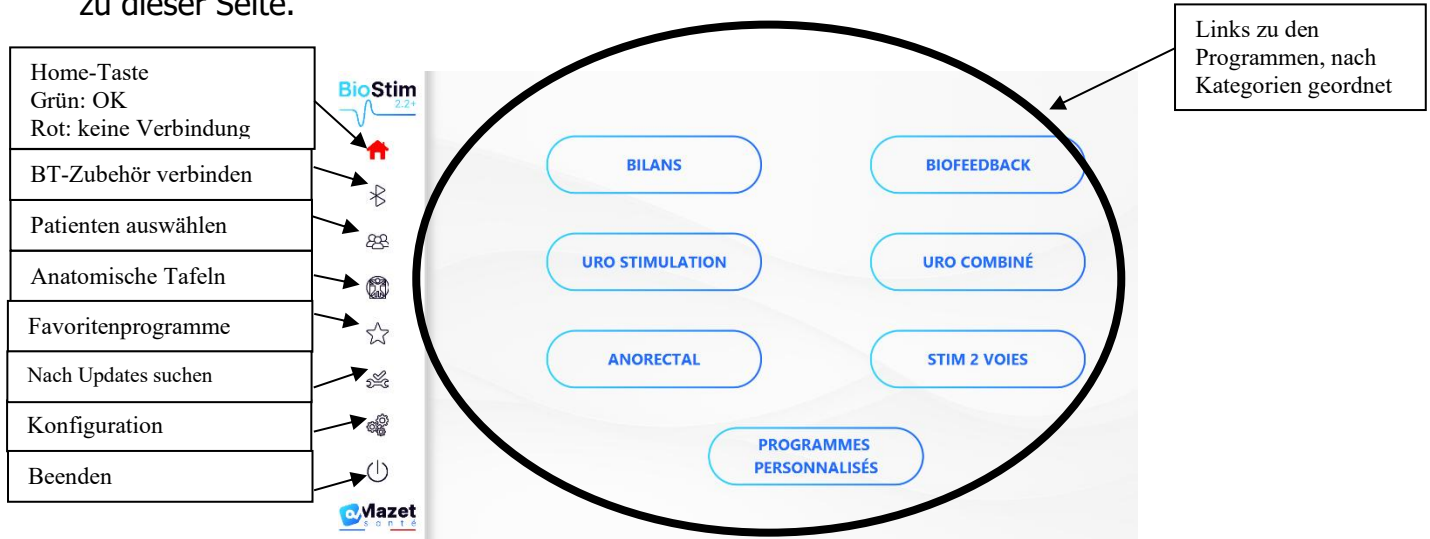 zu dieser Seite.
Home-Taste
Grün: OK
Rot: keine Verbindung
BT-Zubehör verbinden
Patienten auswählen
Anatomische Tafeln
Favoritenprogramme
Nach Updates suchen
Konfiguration
Beenden
BioStim
2.2+
BILANS
BIOFEEDBACK
URO STIMULATION
URO COMBINÉ
ANORECTAL
STIM 2 VOIES
PROGRAMMES
PERSONNALISÉS
Mazet
santé
Links zu den
Programmen, nach
Kategorien geordnet